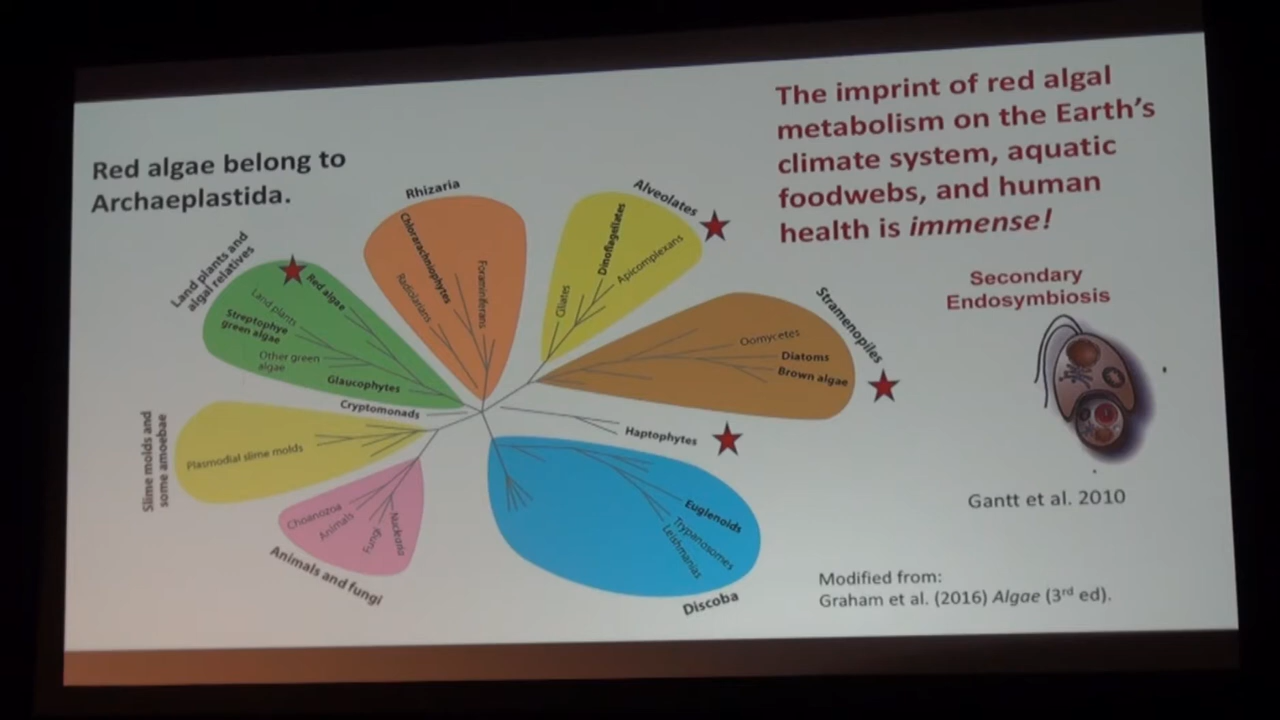 Red algae belong to
Archaeplastida.
The imprint of red algal
metabolism on the Earth's
climate system, aquatic
foodwebs, and human
health is immense!
Land plants and
algal relatives
Red algae
Land plants
Streptophye
green algae
Other green
algae
Glaucophytes
Rhizaria
Chlorarachniophytes
Radiolarians
Foraminiferans
Alveolates
Dinoflagellates
Apicomplexans
Ciliates
Stramenopiles
Oomycetes
Diatoms
Brown algae
Cryptomonads
Haptophytes
Slime molds and
some amoebae
Plasmodial slime molds
Animals and fungi
Choanozoa
Animals
Fungi
Nuclearia
Discoba
Euglenoids
Trypanosomes
Leishmanias
Secondary
Endosymbiosis
Gantt et al. 2010
Modified from:
Graham et al. (2016) Algae (3rd ed).